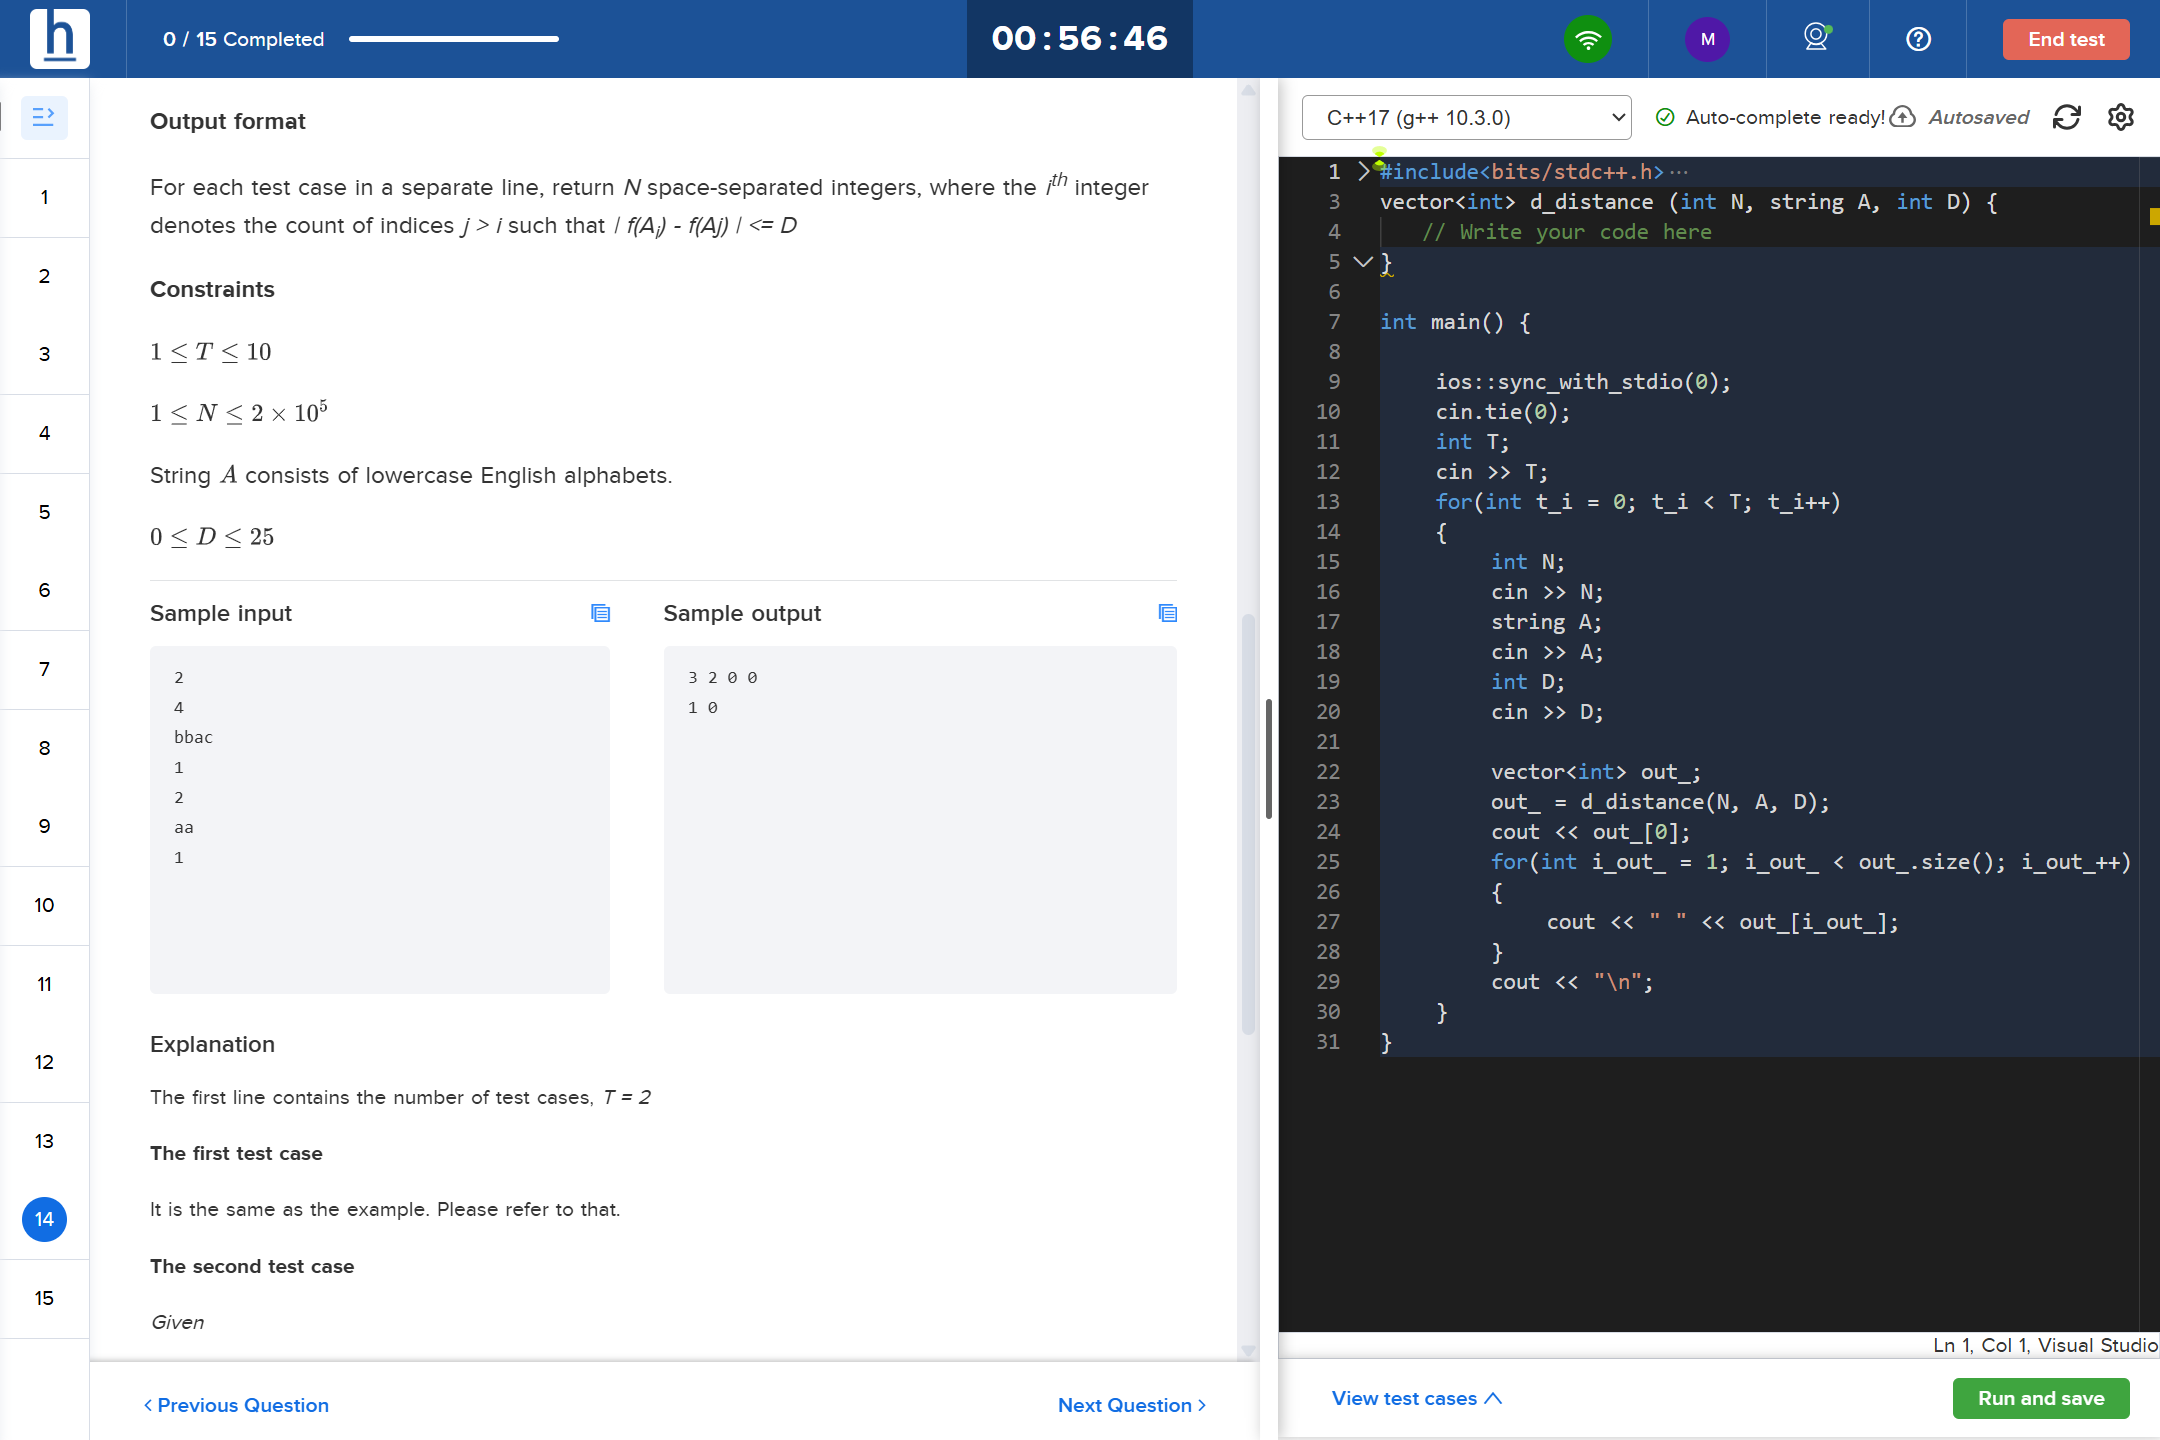 h
0 / 15 Completed
00:56:46
M
End test
1
2
3
4
5
6
7
8
9
10
11
12
13
14
15
Output format
For each test case in a separate line, return N space-separated integers, where the iᵗʰ integer
denotes the count of indices j > i such that | f(Aᵢ) - f(Aj) | <= D
Constraints
1 ≤ T ≤ 10
1 ≤ N ≤ 2 × 10⁵
String A consists of lowercase English alphabets.
0 ≤ D ≤ 25
Sample input
2
4
bbac
1
2
aa
1
Sample output
3 2 0 0
1 0
Explanation
The first line contains the number of test cases, T = 2
The first test case
It is the same as the example. Please refer to that.
The second test case
Given
Previous Question
Next Question
C++17 (g++ 10.3.0)
Auto-complete ready!
Autosaved
1 #include<bits/stdc++.h>···
3 vector<int> d_distance (int N, string A, int D) {
4 // Write your code here
5 }
6
7 int main() {
8
9 ios::sync_with_stdio(0);
10 cin.tie(0);
11 int T;
12 cin >> T;
13 for(int t_i = 0; t_i < T; t_i++)
14 {
15 int N;
16 cin >> N;
17 string A;
18 cin >> A;
19 int D;
20 cin >> D;
21
22 vector<int> out_;
23 out_ = d_distance(N, A, D);
24 cout << out_[0];
25 for(int i_out_ = 1; i_out_ < out_.size(); i_out_++)
26 {
27 cout << " " << out_[i_out_];
28 }
29 cout << "\n";
30 }
31 }
Ln 1, Col 1, Visual Studio
View test cases
Run and save